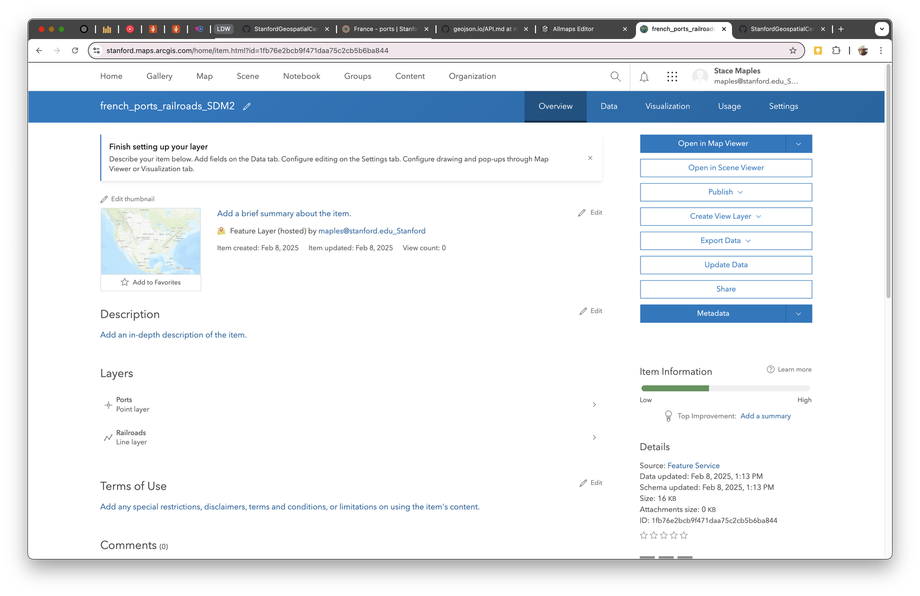 LDW
StanfordGeospatialCe
France - ports | Stanf
geojson.io/API.md at
Allmaps Editor
french_ports_railroads
StanfordGeospatialCe
stanford.maps.arcgis.com/home/item.html?id=1fb76e2bcb9f471daa75c2cb5b6ba844
Home Gallery Map Scene Notebook Groups Content Organization
Stace Maples
maples@stanford.edu_S...
french_ports_railroads_SDM2
Overview Data Visualization Usage Settings
Finish setting up your layer
Describe your item below. Add fields on the Data tab. Configure editing on the Settings tab. Configure drawing and pop-ups through Map
Viewer or Visualization tab.
Edit thumbnail
Add to Favorites
Add a brief summary about the item.
Edit
Feature Layer (hosted) by maples@stanford.edu_Stanford
Item created: Feb 8, 2025 Item updated: Feb 8, 2025 View count: 0
Description
Edit
Add an in-depth description of the item.
Layers
Ports
Point layer
Railroads
Line layer
Terms of Use
Edit
Add any special restrictions, disclaimers, terms and conditions, or limitations on using the item's content.
Comments (0)
Open in Map Viewer
Open in Scene Viewer
Publish
Create View Layer
Export Data
Update Data
Share
Metadata
Item Information
Learn more
Low High
Top Improvement: Add a summary
Details
Source: Feature Service
Data updated: Feb 8, 2025, 1:13 PM
Schema updated: Feb 8, 2025, 1:13 PM
Size: 16 KB
Attachments size: 0 KB
ID: 1fb76e2bcb9f471daa75c2cb5b6ba844